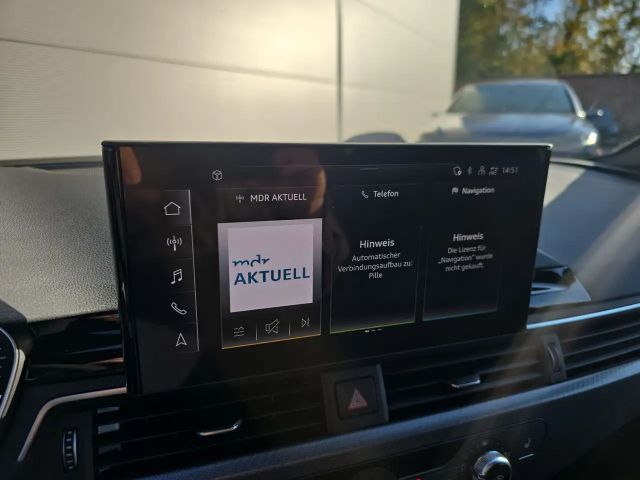 14:51
MDR AKTUELL
Telefon
Navigation
mdr
AKTUELL
Hinweis
Automatischer
Verbindungsaufbau zu:
Pille
Hinweis
Die Lizenz für
„Navigation“ wurde
nicht gekauft.